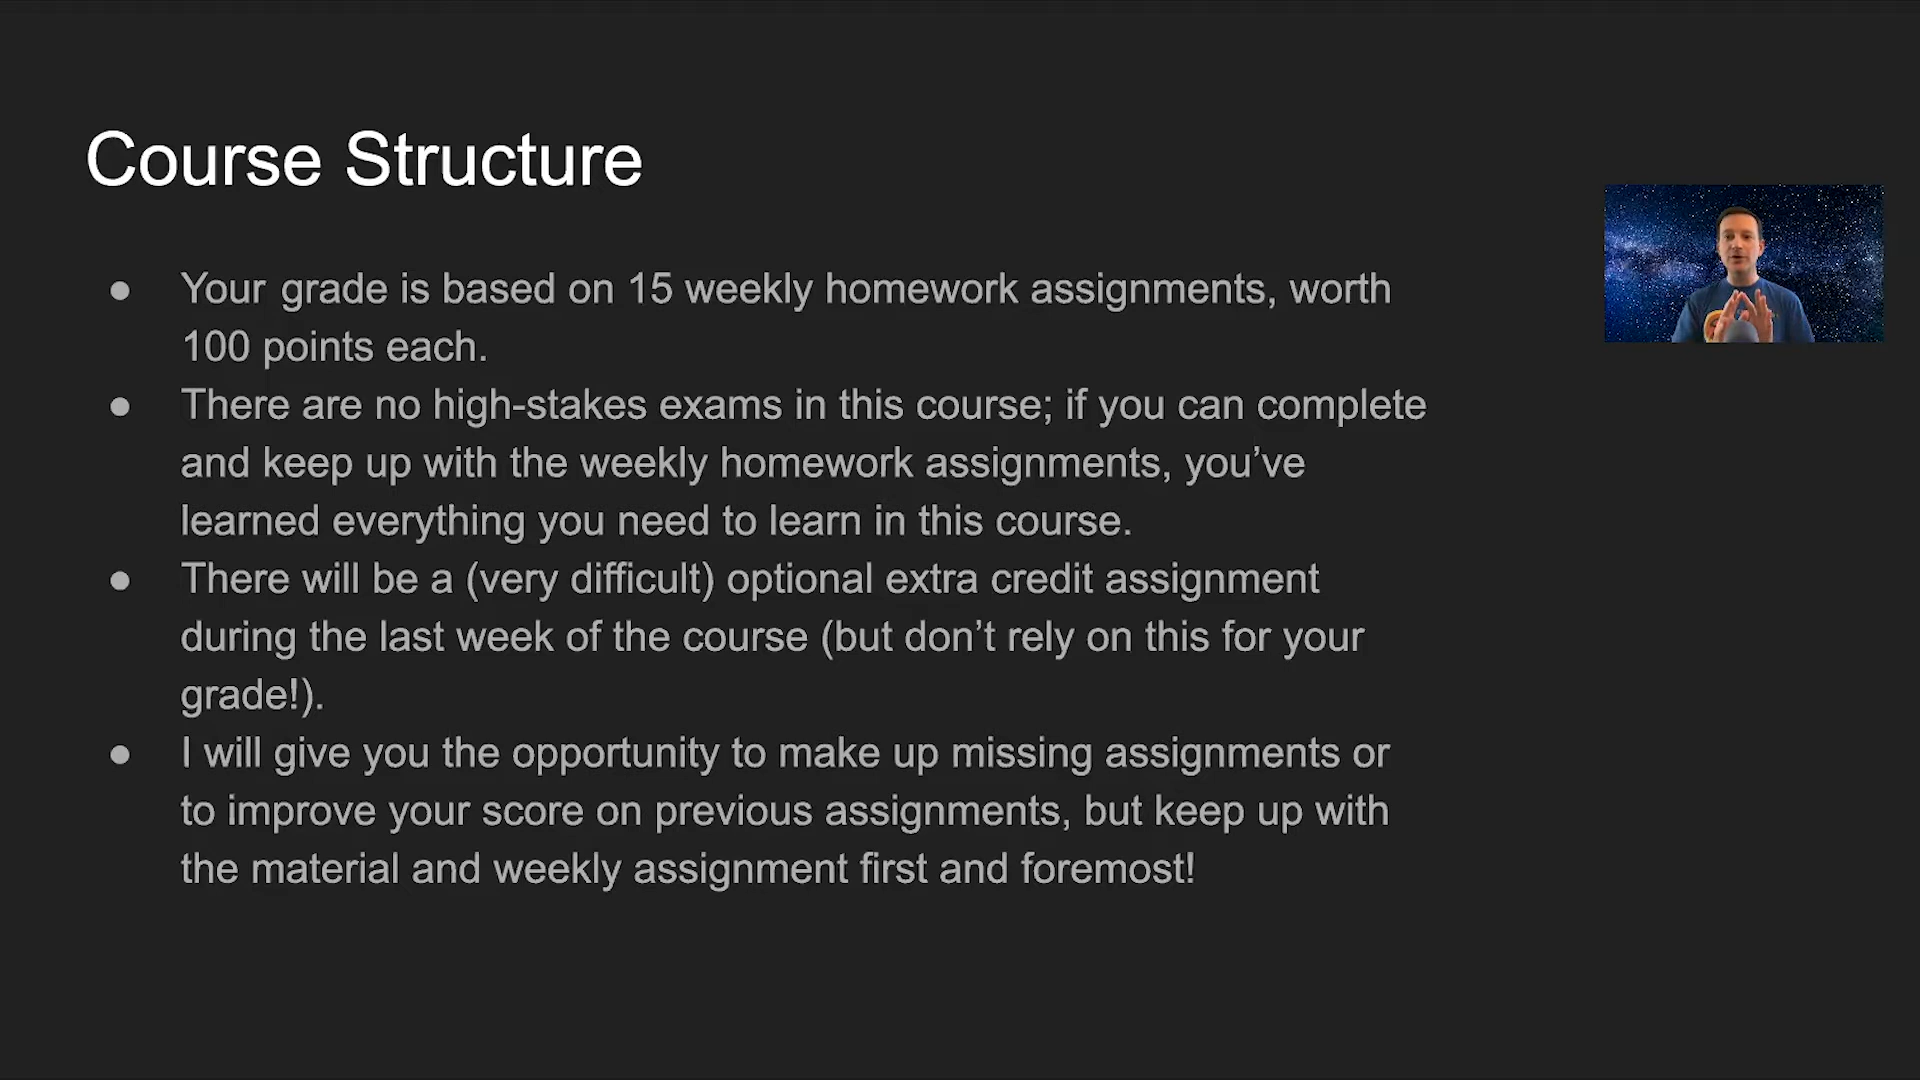 Course Structure
● Your grade is based on 15 weekly homework assignments, worth
100 points each.
● There are no high-stakes exams in this course; if you can complete
and keep up with the weekly homework assignments, you’ve
learned everything you need to learn in this course.
● There will be a (very difficult) optional extra credit assignment
during the last week of the course (but don’t rely on this for your
grade!).
● I will give you the opportunity to make up missing assignments or
to improve your score on previous assignments, but keep up with
the material and weekly assignment first and foremost!